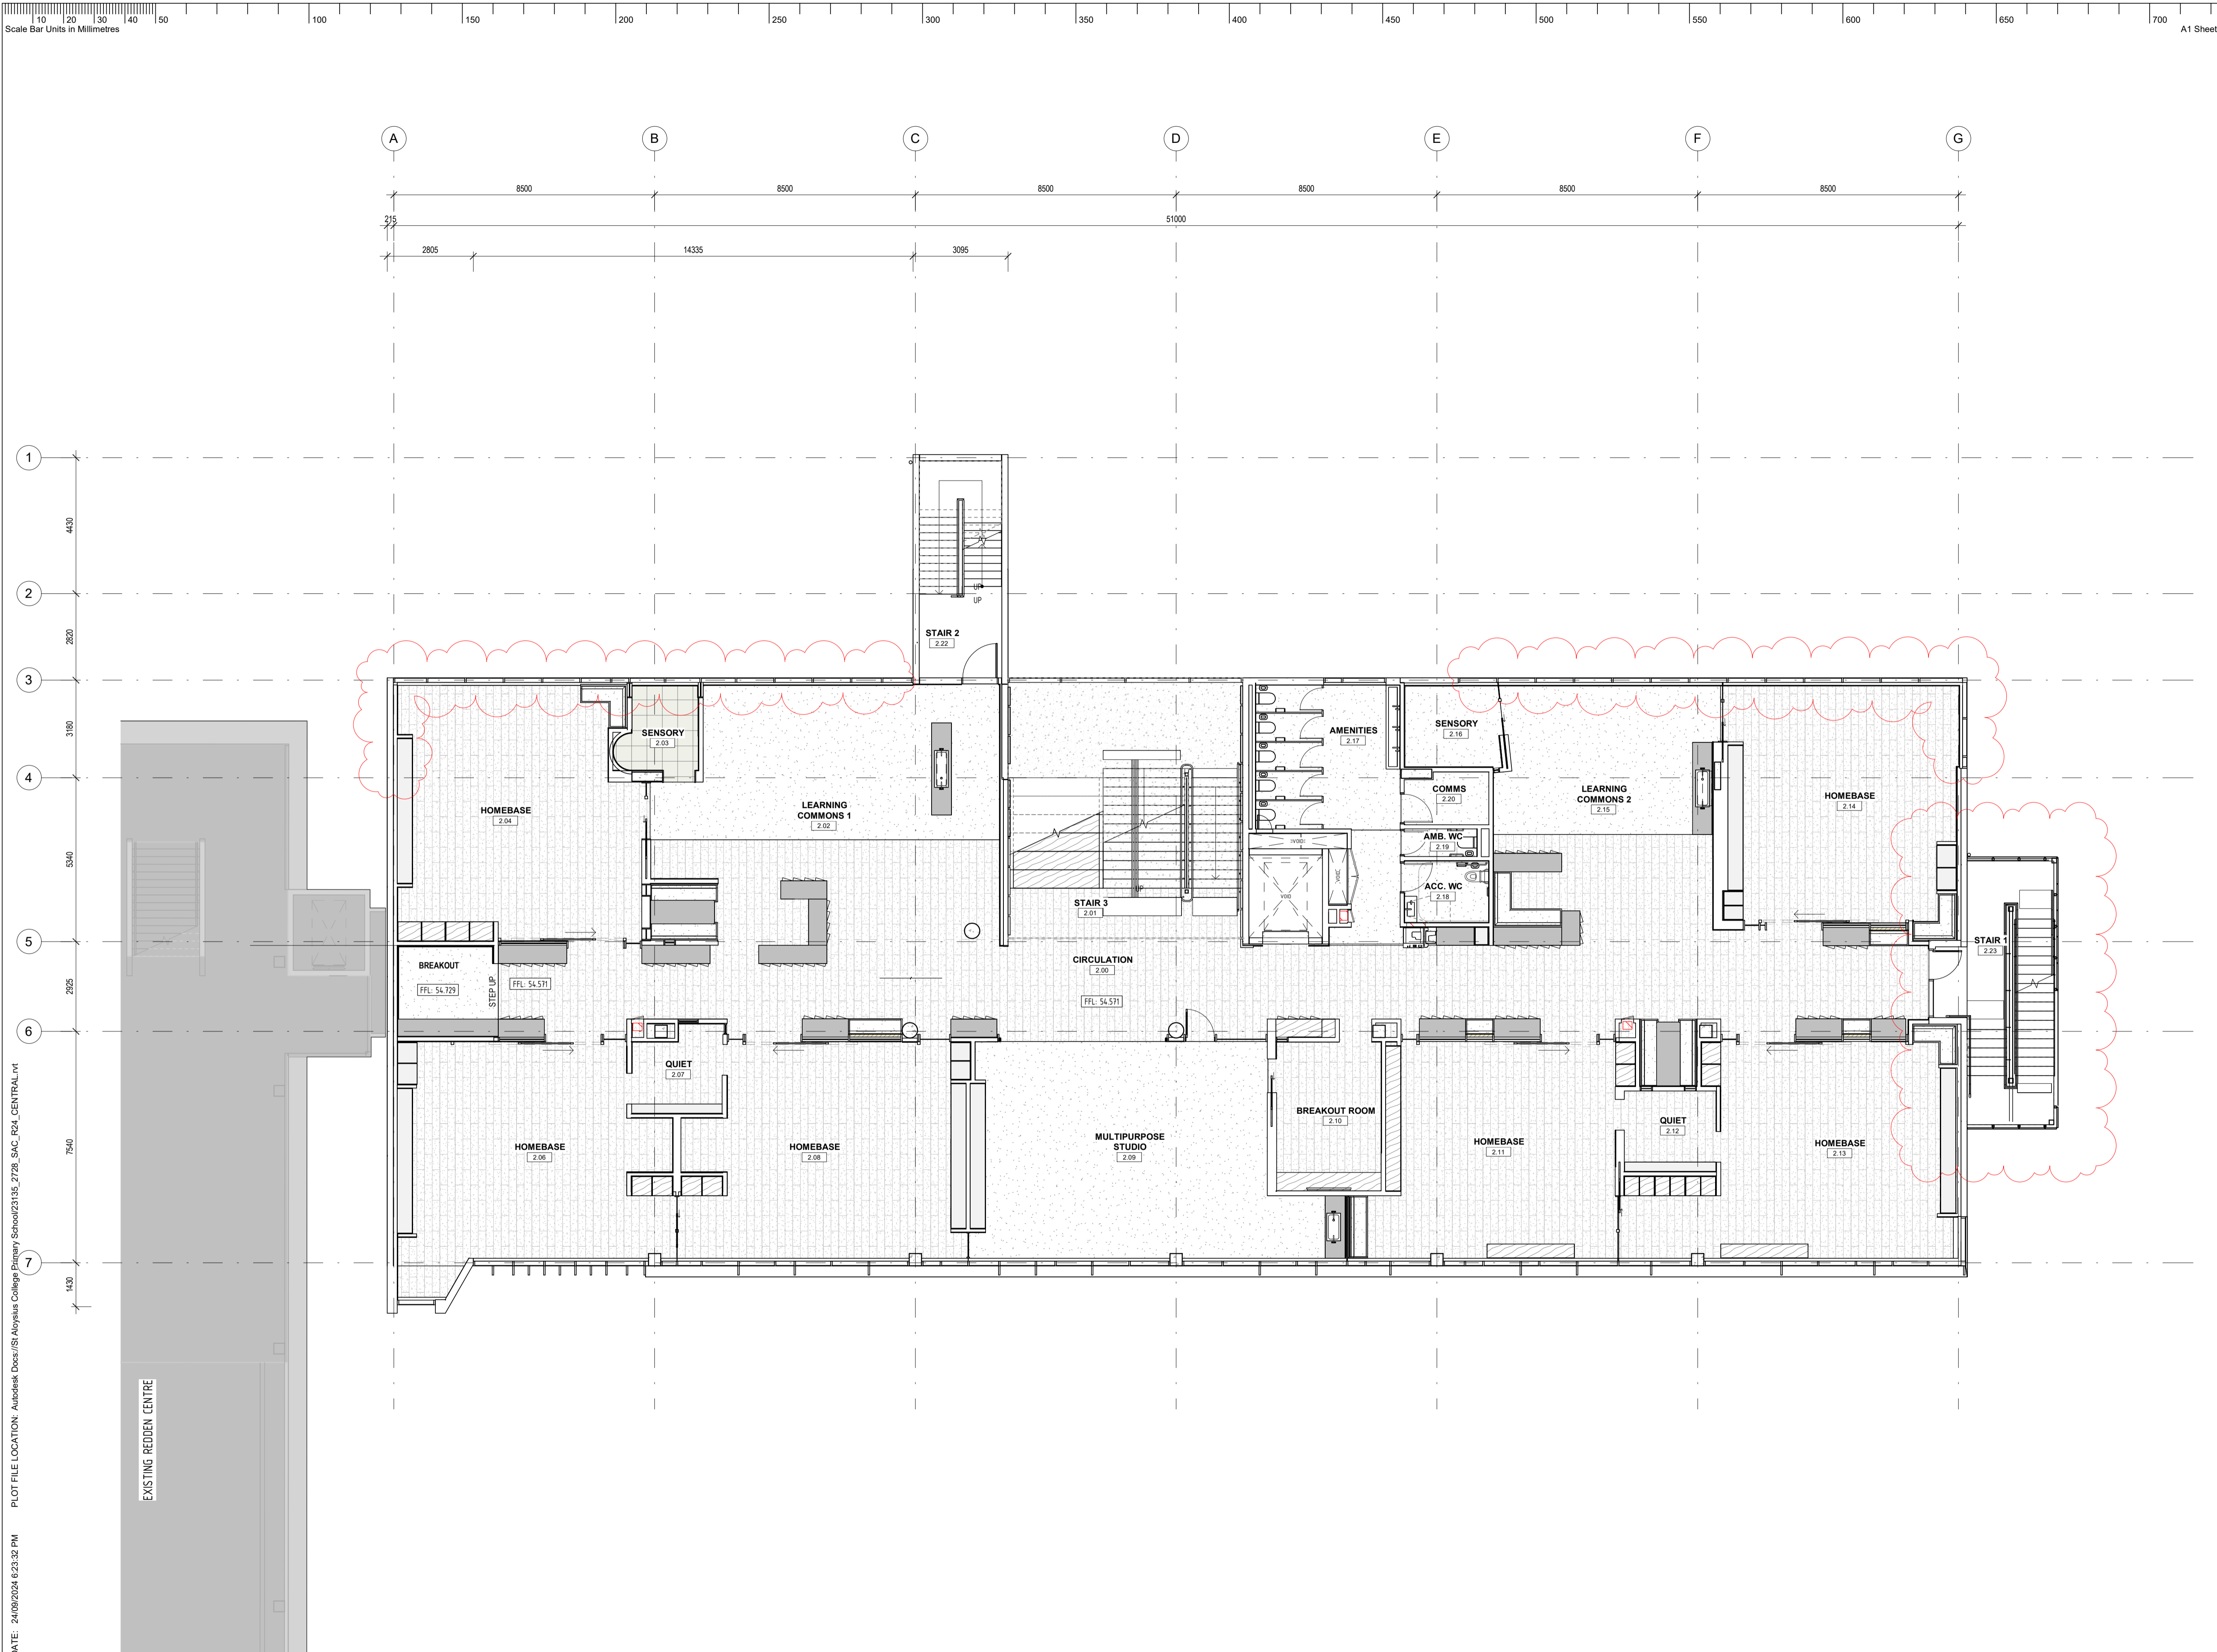 10 20 30 40 50 100 150 200 250 300 350 400 450 500 550 600 650 700
Scale Bar Units in Millimetres
A1 Sheet
A B C D E F G
8500 8500 8500 8500 8500 8500
215 51000
2805 14335 3095
1
4430
2
2820
3
3180
4
5340
5
2925
6
7540
7
1430
UP
UP
STAIR 2
2.22
SENSORY
2.03
HOMEBASE
2.04
LEARNING
COMMONS 1
2.02
AMENITIES
2.17
SENSORY
2.16
COMMS
2.20
AMB. WC
2.19
ACC. WC
2.18
LEARNING
COMMONS 2
2.15
HOMEBASE
2.14
VOID
VOID
VOID
UP
STAIR 3
2.01
STAIR 1
2.23
BREAKOUT
FFL: 54.729
STEP UP
FFL: 54.571
CIRCULATION
2.00
FFL: 54.571
QUIET
2.07
HOMEBASE
2.06
HOMEBASE
2.08
MULTIPURPOSE
STUDIO
2.09
BREAKOUT ROOM
2.10
HOMEBASE
2.11
QUIET
2.12
HOMEBASE
2.13
EXISTING REDDEN CENTRE
DATE: 24/09/2024 6:23:32 PM PLOT FILE LOCATION: Autodesk Docs://St Aloysius College Primary School/23135_2728_SAC_R24_CENTRAL.rvt